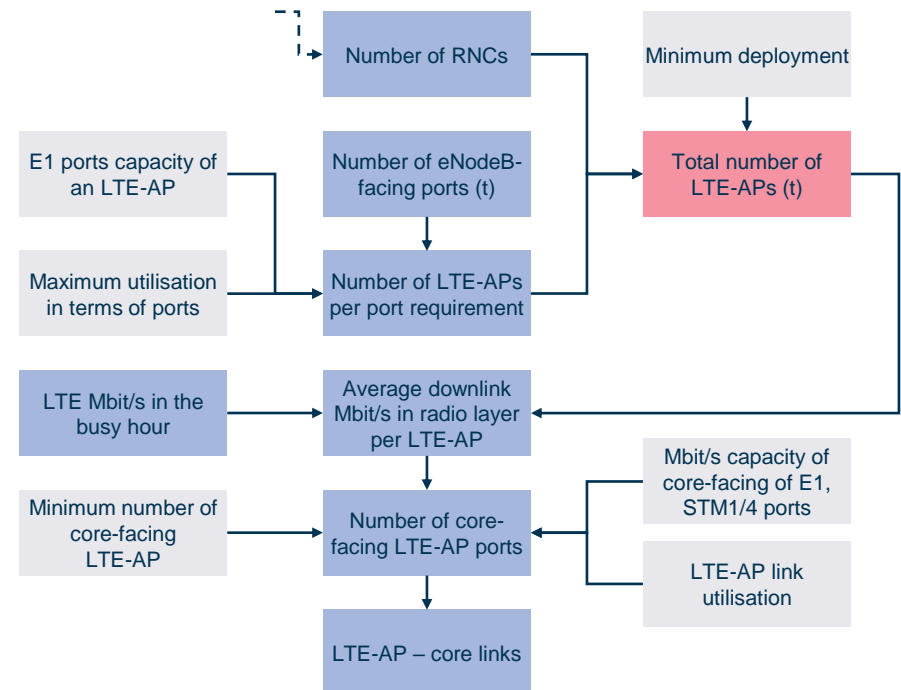 Number of RNCs
Minimum deployment
E1 ports capacity of
an LTE-AP
Number of eNodeB-
facing ports (t)
Total number of
LTE-APs (t)
Maximum utilisation
in terms of ports
Number of LTE-APs
per port requirement
LTE Mbit/s in the
busy hour
Average downlink
Mbit/s in radio layer
per LTE-AP
Mbit/s capacity of
core-facing of E1,
STM1/4 ports
Minimum number of
core-facing
LTE-AP
Number of core-
facing LTE-AP ports
LTE-AP link
utilisation
LTE-AP – core links